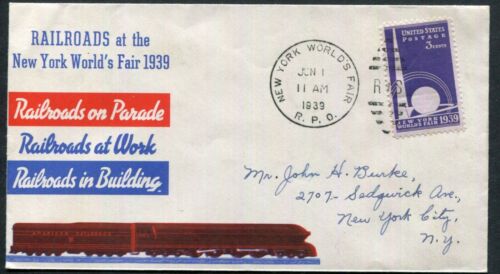 RAILROADS at the
New York World's Fair 1939
Railroads on Parade
Railroads at Work
Railroads in Building
AMERICAN RAILROADS
NEW YORK WORLD'S FAIR
JUN 1
11 AM
1939
R. P. O.
UNITED STATES
POSTAGE
3 CENTS
NEW YORK
WORLD'S FAIR 1939
Mr. John H. Burke,
2707- Sedgwick Ave,
New York City,
N.Y.